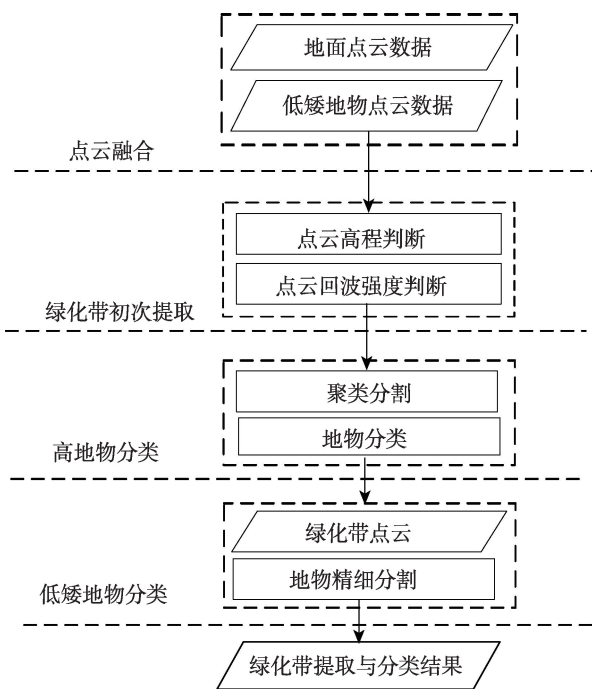 地面点云数据
低矮地物点云数据
点云融合
点云高程判断
点云回波强度判断
绿化带初次提取
聚类分割
地物分类
高地物分类
绿化带点云
地物精细分割
低矮地物分类
绿化带提取与分类结果